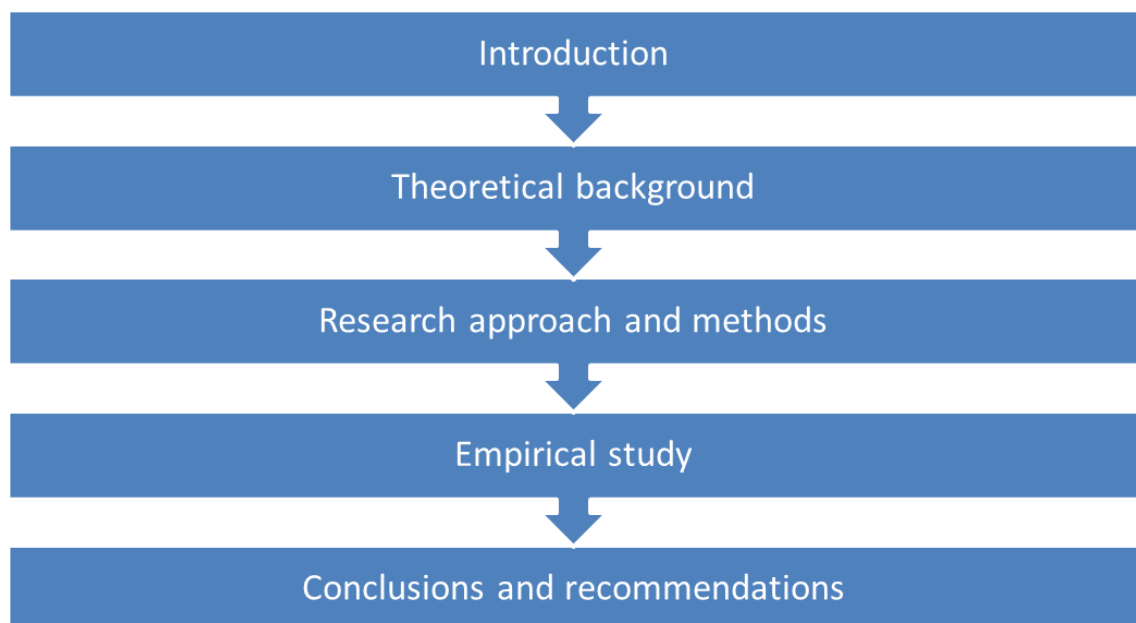 Introduction
Theoretical background
Research approach and methods
Empirical study
Conclusions and recommendations